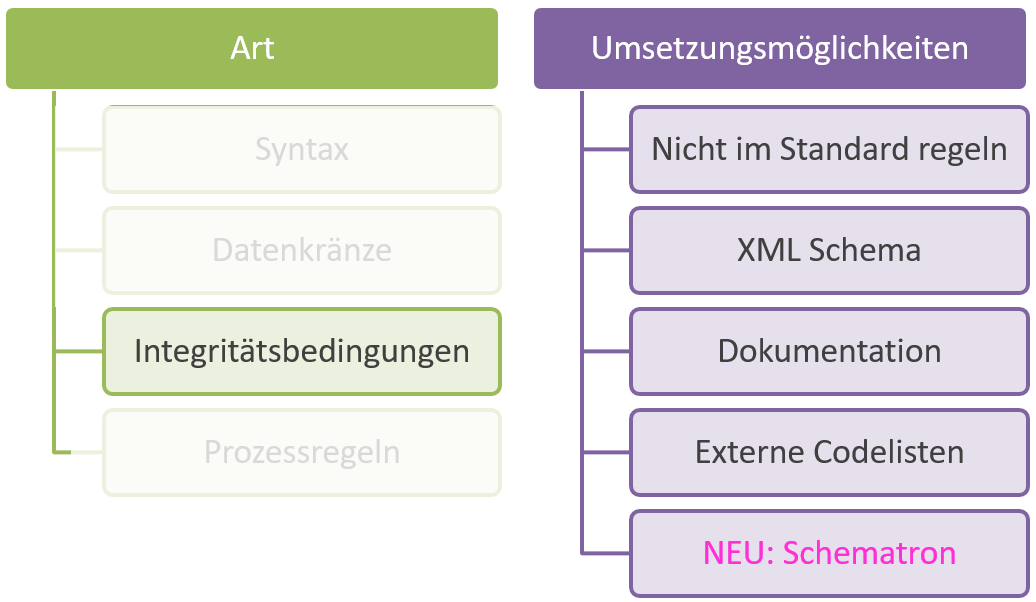 Art
Syntax
Datenkränze
Integritätsbedingungen
Prozessregeln
Umsetzungsmöglichkeiten
Nicht im Standard regeln
XML Schema
Dokumentation
Externe Codelisten
NEU: Schematron